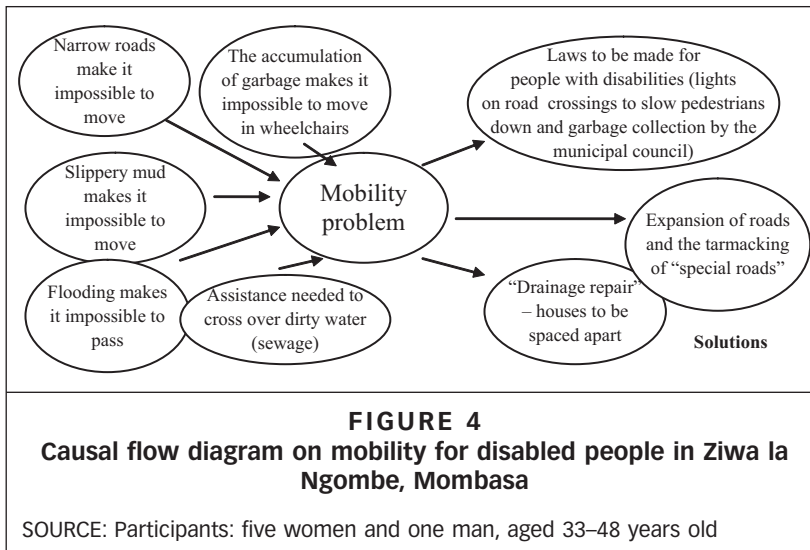 Narrow roads
make it
impossible to
move
The accumulation
of garbage makes it
impossible to move
in wheelchairs
Slippery mud
makes it
impossible to
move
Flooding makes
it impossible to
pass
Assistance needed to
cross over dirty water
(sewage)
Mobility
problem
Laws to be made for
people with disabilities (lights
on road crossings to slow pedestrians
down and garbage collection by the
municipal council)
Expansion of roads
and the tarmacking
of “special roads”
“Drainage repair”
– houses to be
spaced apart
Solutions
FIGURE 4
Causal flow diagram on mobility for disabled people in Ziwa la
Ngombe, Mombasa
SOURCE: Participants: five women and one man, aged 33–48 years old